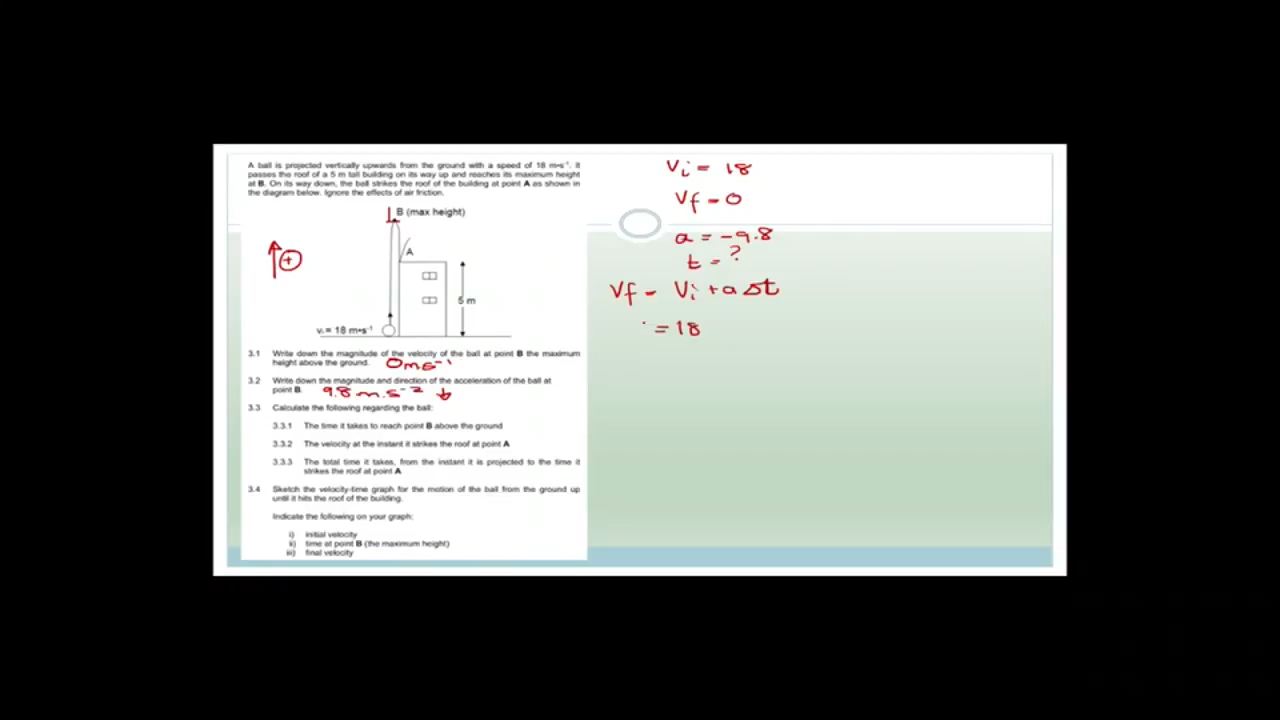 A ball is projected vertically upwards from the ground with a speed of 18 m•s⁻¹. It
passes the roof of a 5 m tall building on its way up and reaches its maximum height
at B. On its way down, the ball strikes the roof of the building at point A as shown in
the diagram below. Ignore the effects of air friction.
B (max height)
A
+
5 m
vᵢ = 18 m•s⁻¹
3.1 Write down the magnitude of the velocity of the ball at point B the maximum
height above the ground. 0 m.s⁻¹
3.2 Write down the magnitude and direction of the acceleration of the ball at
point B. 9.8 m.s⁻² ↓
3.3 Calculate the following regarding the ball:
3.3.1 The time it takes to reach point B above the ground
3.3.2 The velocity at the instant it strikes the roof at point A
3.3.3 The total time it takes, from the instant it is projected to the time it
strikes the roof at point A
3.4 Sketch the velocity-time graph for the motion of the ball from the ground up
until it hits the roof of the building.
Indicate the following on your graph:
i) initial velocity
ii) time at point B (the maximum height)
iii) final velocity
Vi = 18
Vf = 0
a = -9.8
t = ?
Vf = Vi + a Δt
= 18